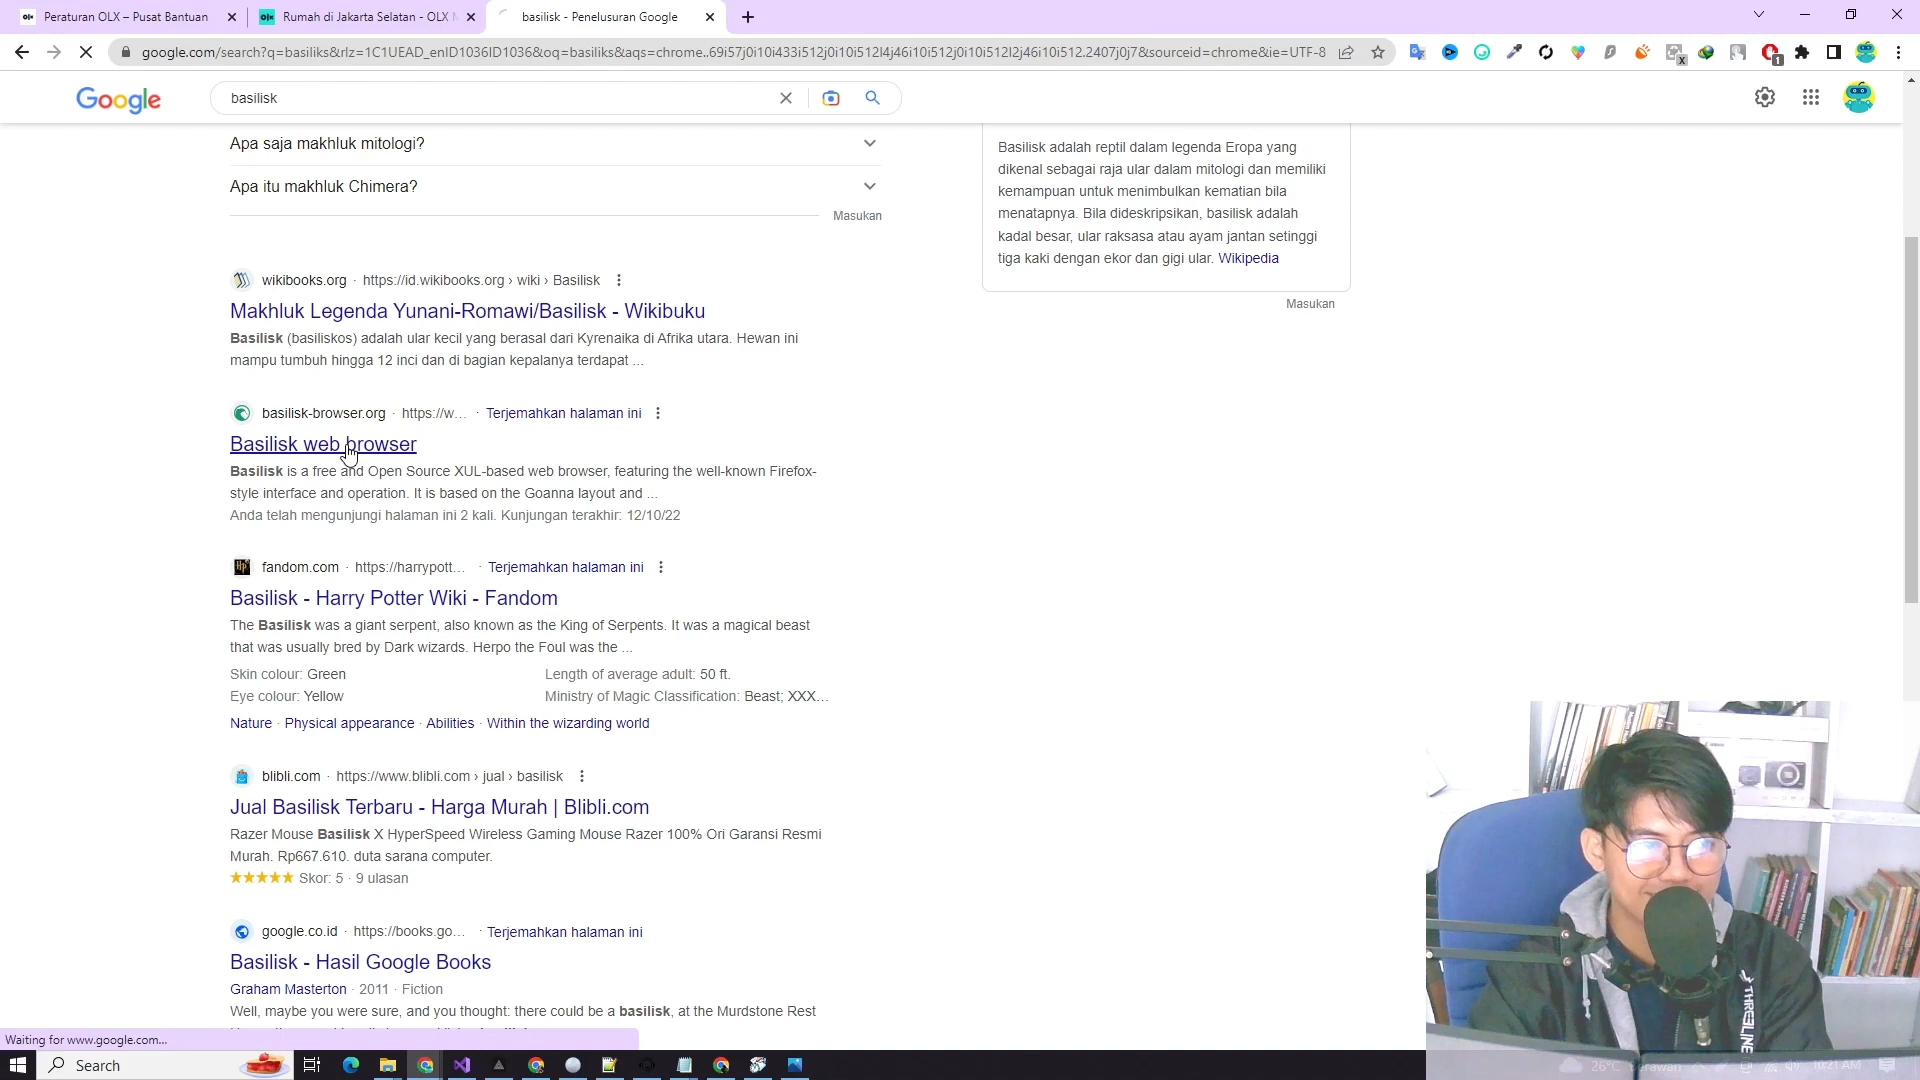 Peraturan OLX – Pusat Bantuan
Rumah di Jakarta Selatan - OLX
basilisk - Penelusuran Google
google.com/search?q=basiliks&rlz=1C1UEAD_enID1036ID1036&oq=basiliks&aqs=chrome..69i57j0i10i433i512j0i10i512l4j46i10i512j0i10i512l2j46i10i512.2407j0j7&sourceid=chrome&ie=UTF-8
Google
basilisk
Apa saja makhluk mitologi?
Apa itu makhluk Chimera?
Masukan
Basilisk adalah reptil dalam legenda Eropa yang
dikenal sebagai raja ular dalam mitologi dan memiliki
kemampuan untuk menimbulkan kematian bila
menatapnya. Bila dideskripsikan, basilisk adalah
kadal besar, ular raksasa atau ayam jantan setinggi
tiga kaki dengan ekor dan gigi ular. Wikipedia
Masukan
wikibooks.org · https://id.wikibooks.org › wiki › Basilisk
Makhluk Legenda Yunani-Romawi/Basilisk - Wikibuku
Basilisk (basiliskos) adalah ular kecil yang berasal dari Kyrenaika di Afrika utara. Hewan ini
mampu tumbuh hingga 12 inci dan di bagian kepalanya terdapat ...
basilisk-browser.org · https://w... · Terjemahkan halaman ini
Basilisk web browser
Basilisk is a free and Open Source XUL-based web browser, featuring the well-known Firefox-
style interface and operation. It is based on the Goanna layout and ...
Anda telah mengunjungi halaman ini 2 kali. Kunjungan terakhir: 12/10/22
fandom.com · https://harrypott... · Terjemahkan halaman ini
Basilisk - Harry Potter Wiki - Fandom
The Basilisk was a giant serpent, also known as the King of Serpents. It was a magical beast
that was usually bred by Dark wizards. Herpo the Foul was the ...
Skin colour: Green
Length of average adult: 50 ft.
Eye colour: Yellow
Ministry of Magic Classification: Beast; XXX...
Nature · Physical appearance · Abilities · Within the wizarding world
blibli.com · https://www.blibli.com › jual › basilisk
Jual Basilisk Terbaru - Harga Murah | Blibli.com
Razer Mouse Basilisk X HyperSpeed Wireless Gaming Mouse Razer 100% Ori Garansi Resmi
Murah. Rp667.610. duta sarana computer.
Skor: 5 · 9 ulasan
google.co.id · https://books.go... · Terjemahkan halaman ini
Basilisk - Hasil Google Books
Graham Masterton · 2011 · Fiction
Well, maybe you were sure, and you thought: there could be a basilisk, at the Murdstone Rest
Waiting for www.google.com...
Search
THREELINE
26°C Berawan
10:21 AM